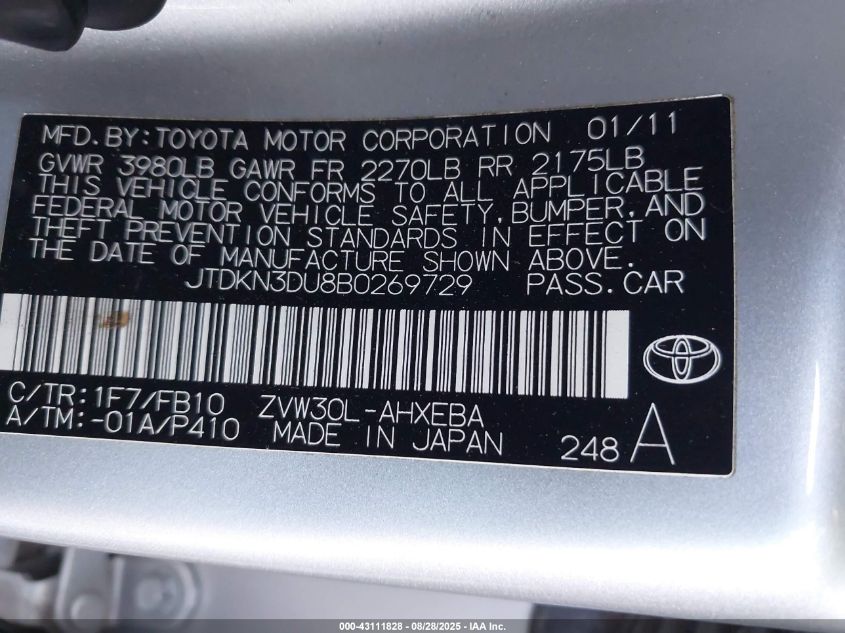 MFD.BY:TOYOTA MOTOR CORPORATION 01/11
GVWR 3980LB GAWR FR 2270LB RR 2175LB
THIS VEHICLE CONFORMS TO ALL APPLICABLE
FEDERAL MOTOR VEHICLE SAFETY, BUMPER, AND
THEFT PREVENTION STANDARDS IN EFFECT ON
THE DATE OF MANUFACTURE SHOWN ABOVE.
JTDKN3DU8B0269729 PASS.CAR
C/TR:1F7/FB10 ZVW30L-AHXEBA
A/TM:-01A/P410 MADE IN JAPAN
248 A
000-43111828 - 08/28/2025 - IAA Inc.